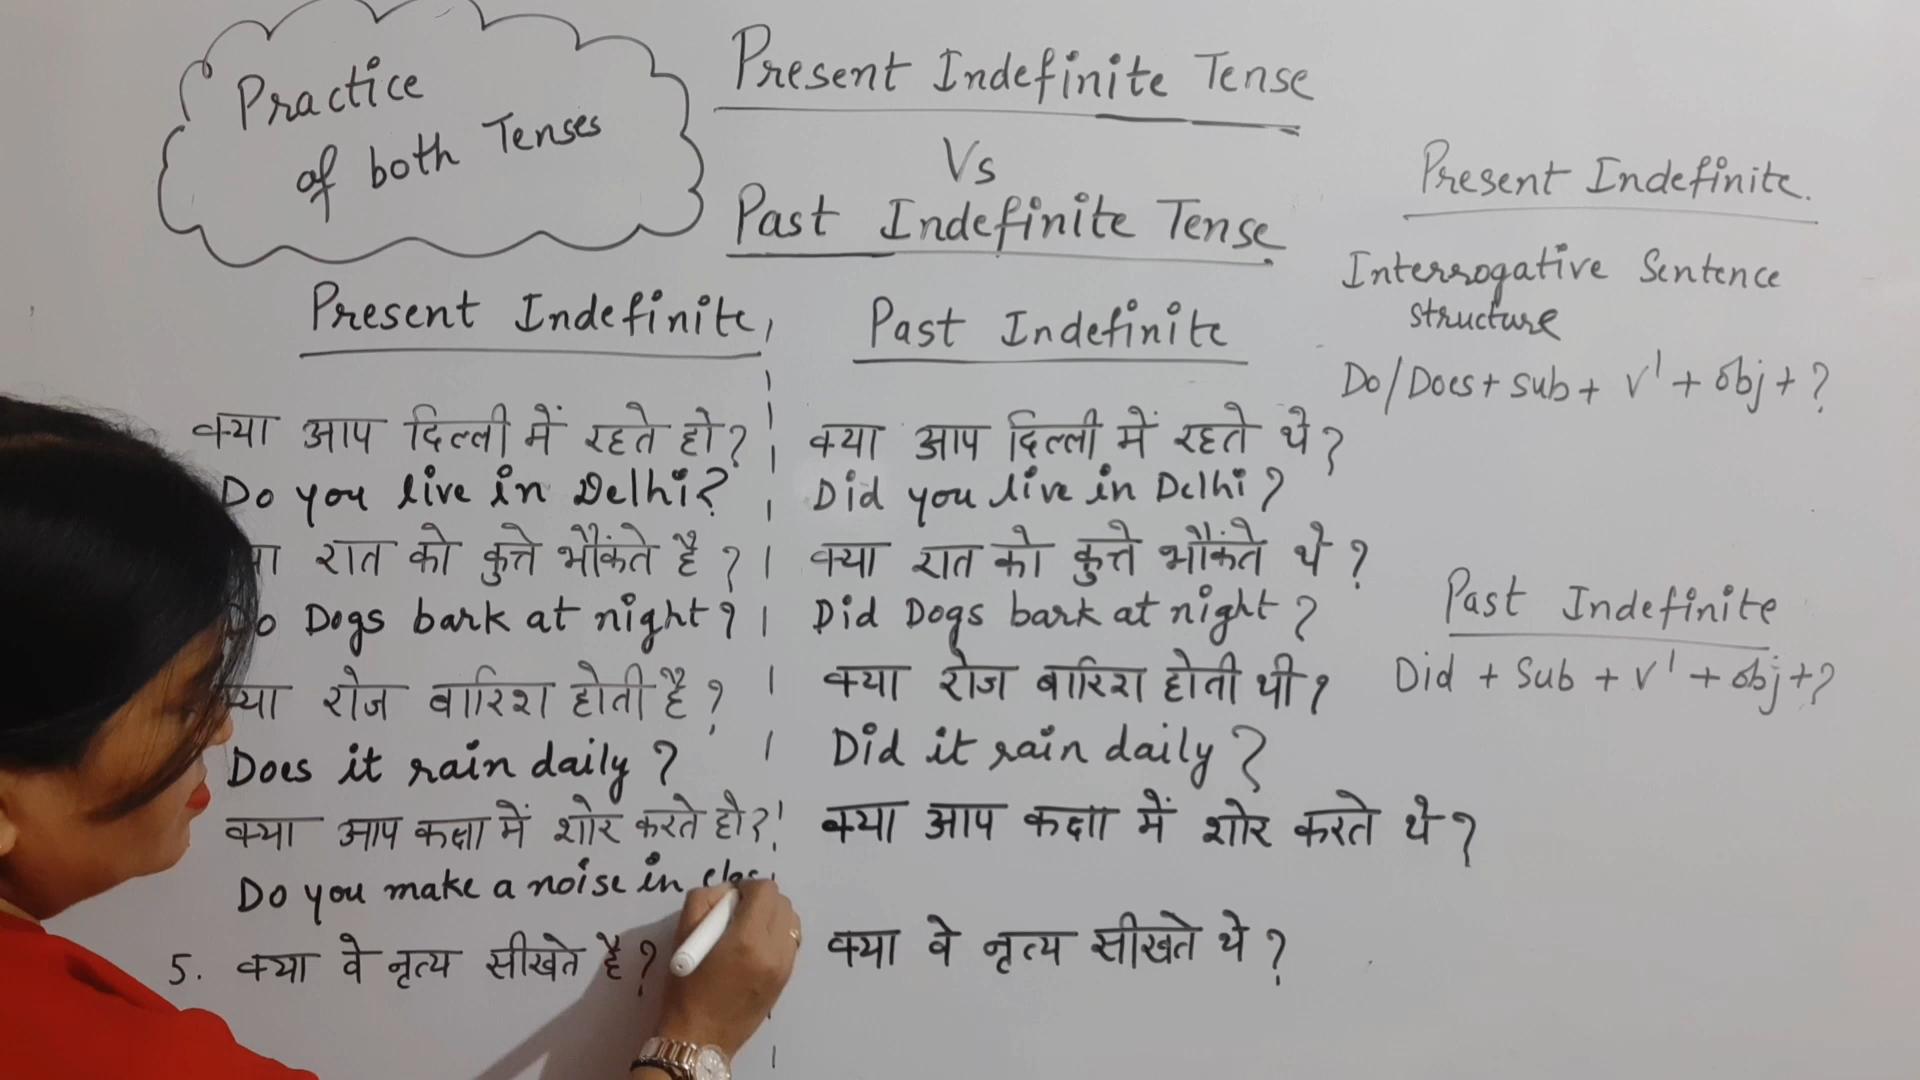 Practice
of both Tenses
Present Indefinite Tense
Vs
Past Indefinite Tense
Present Indefinite
क्या आप दिल्ली में रहते हो?
Do you live in Delhi?
रात को कुत्ते भौंकते है?
Do Dogs bark at night?
क्या रोज बारिश होती है?
Does it rain daily?
क्या आप कक्षा में शोर करते हो?
Do you make a noise in
5. क्या वे नृत्य सीखते है?
Past Indefinite
क्या आप दिल्ली में रहते थे?
Did you live in Delhi?
क्या रात को कुत्ते भौंकते थे?
Did Dogs bark at night?
क्या रोज बारिश होती थी?
Did it rain daily?
क्या आप कक्षा में शोर करते थे?
क्या वे नृत्य सीखते थे?
Present Indefinite.
Interrogative Sentence
structure
Do/Does + sub + V¹ + obj + ?
Past Indefinite
Did + Sub + V¹ + obj + ?